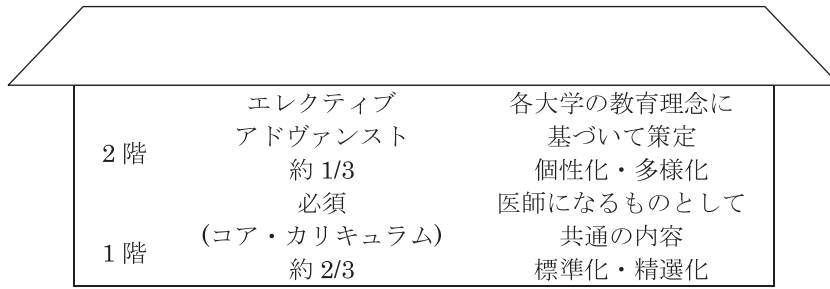 エレクティブ 各大学の教育理念に
2 階 アドヴァンスト 基づいて策定
約 1/3 個性化・多様化
必須 医師になるものとして
1 階 (コア・カリキュラム) 共通の内容
約 2/3 標準化・精選化